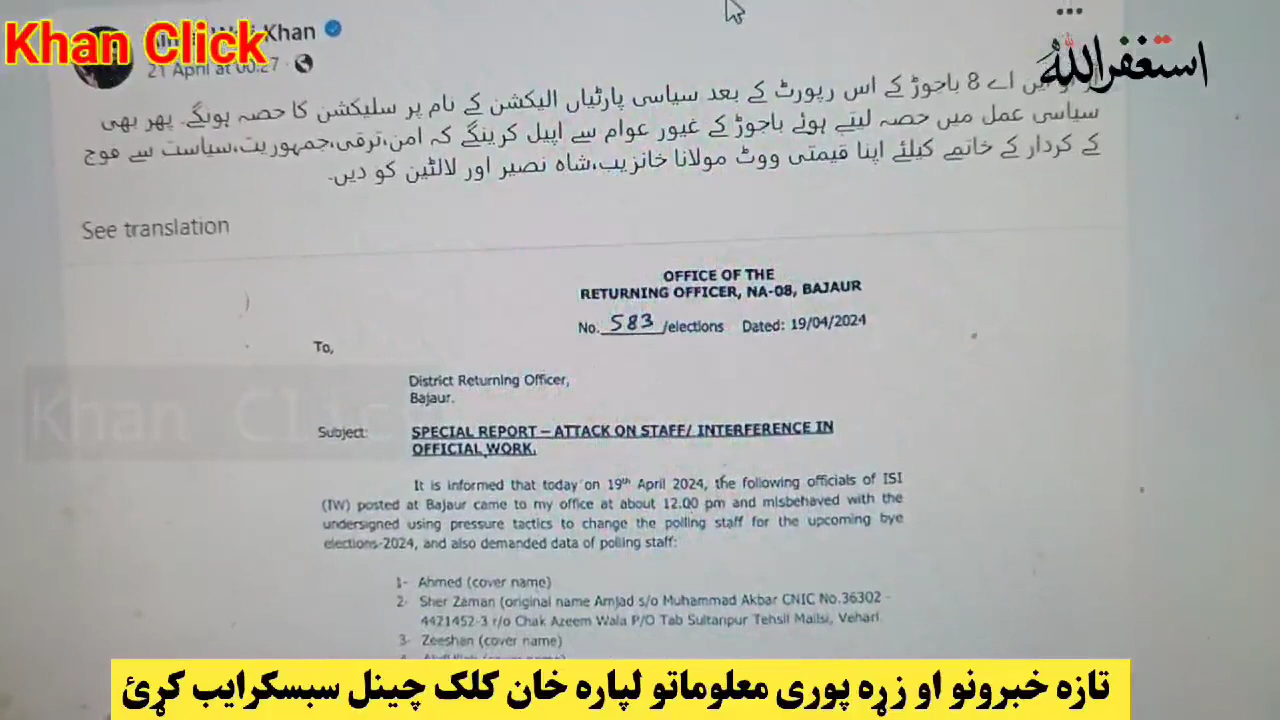 Khan Click
Khan
21 April at 00:27
استغفراللہ
اے 8 باجوڑ کے اس رپورٹ کے بعد سیاسی پارٹیاں الیکشن کے نام پر سلیکشن کا حصہ ہونگے۔ پھر بھی
سیاسی عمل میں حصہ لیتے ہوئے باجوڑ کے غیور عوام سے اپیل کرینگے کہ امن،ترقی،جمہوریت،سیاست سے فوج
کے کردار کے خاتمے کیلئے اپنا قیمتی ووٹ مولانا خانزیب،شاہ نصیر اور لالٹین کو دیں۔
See translation
OFFICE OF THE
RETURNING OFFICER, NA-08, BAJAUR
No. 583 /elections Dated: 19/04/2024
To,
District Returning Officer,
Bajaur.
Khan Click
Subject: SPECIAL REPORT – ATTACK ON STAFF/ INTERFERENCE IN
OFFICIAL WORK.
It is informed that today on 19th April 2024, the following officials of ISI
(IW) posted at Bajaur came to my office at about 12.00 pm and misbehaved with the
undersigned using pressure tactics to change the polling staff for the upcoming bye
elections-2024, and also demanded data of polling staff:
1- Ahmed (cover name)
2- Sher Zaman (original name Amjad s/o Muhammad Akbar CNIC No.36302 -
4421452-3 r/o Chak Azeem Wala P/O Tab Sultanpur Tehsil Mailsi, Vehari
3- Zeeshan (cover name)
تازه خبرونو او زړه پوری معلوماتو لپاره خان کلک چینل سبسکرایب کړئ